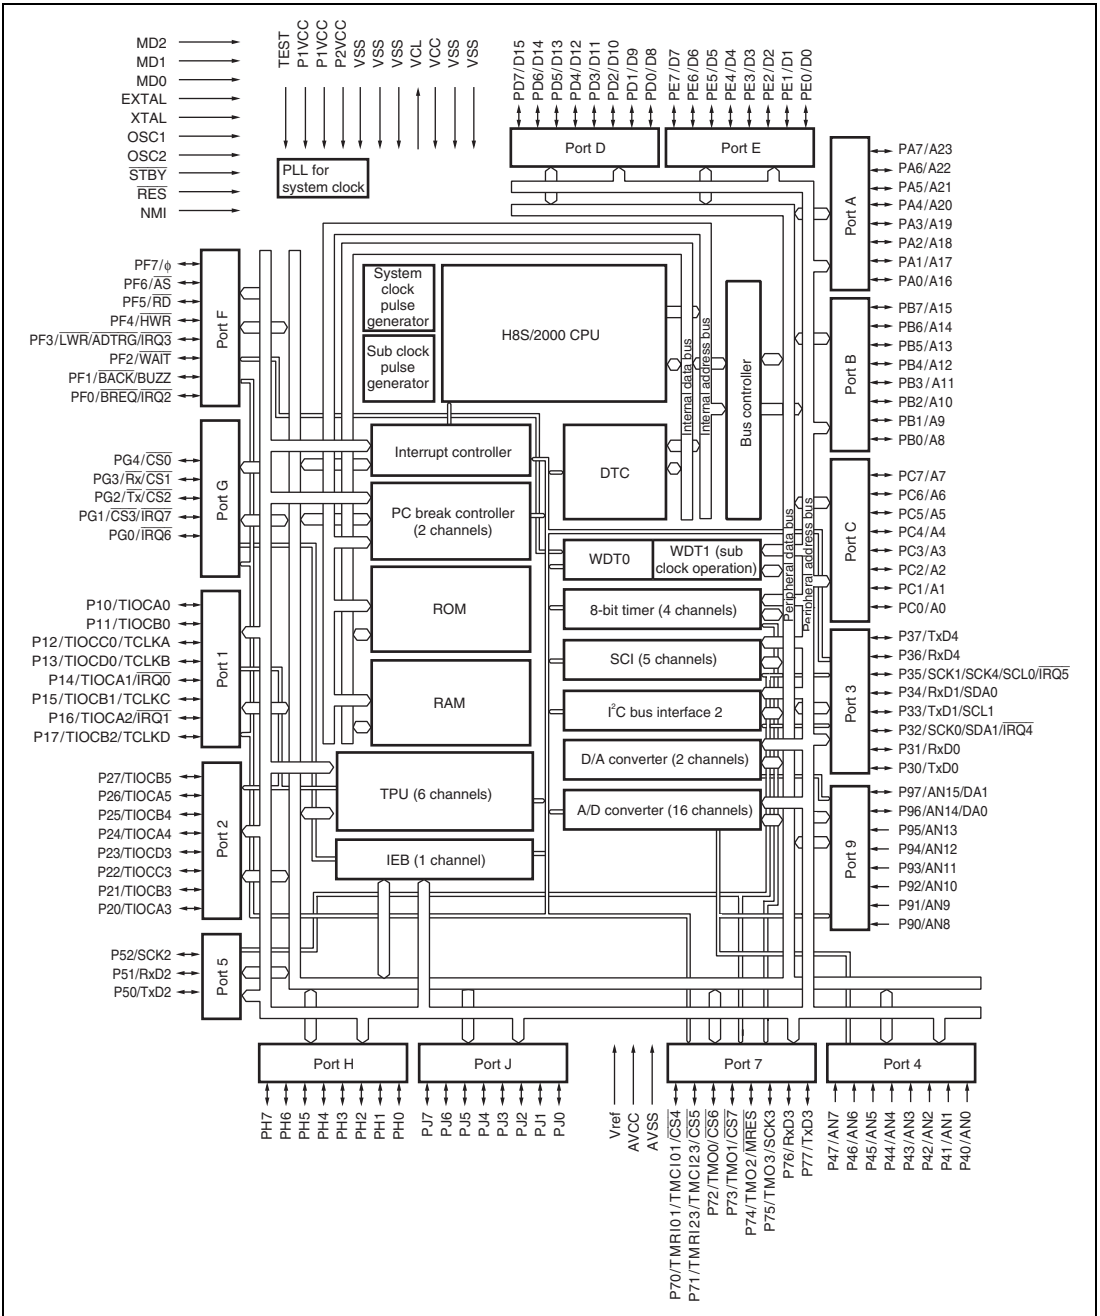 MD2
MD1
MD0
EXTAL
XTAL
OSC1
OSC2
STBY
RES
NMI
TEST
P1VCC
P1VCC
P2VCC
VSS
VSS
VSS
VCL
VCC
VSS
VSS
PLL for
system clock
PD7/D15
PD6/D14
PD5/D13
PD4/D12
PD3/D11
PD2/D10
PD1/D9
PD0/D8
PE7/D7
PE6/D6
PE5/D5
PE4/D4
PE3/D3
PE2/D2
PE1/D1
PE0/D0
Port D
Port E
Port A
PA7/A23
PA6/A22
PA5/A21
PA4/A20
PA3/A19
PA2/A18
PA1/A17
PA0/A16
PF7/ϕ
PF6/AS
PF5/RD
PF4/HWR
PF3/LWR/ADTRG/IRQ3
PF2/WAIT
PF1/BACK/BUZZ
PF0/BREQ/IRQ2
Port F
System
clock
pulse
generator
Sub clock
pulse
generator
H8S/2000 CPU
Internal data bus
Internal address bus
Bus controller
Port B
PB7/A15
PB6/A14
PB5/A13
PB4/A12
PB3/A11
PB2/A10
PB1/A9
PB0/A8
PG4/CS0
PG3/Rx/CS1
PG2/Tx/CS2
PG1/CS3/IRQ7
PG0/IRQ6
Port G
Interrupt controller
PC break controller
(2 channels)
ROM
RAM
TPU (6 channels)
IEB (1 channel)
DTC
WDT0
WDT1 (sub
clock operation)
8-bit timer (4 channels)
SCI (5 channels)
I2C bus interface 2
D/A converter (2 channels)
A/D converter (16 channels)
Peripheral data bus
Peripheral address bus
Port C
PC7/A7
PC6/A6
PC5/A5
PC4/A4
PC3/A3
PC2/A2
PC1/A1
PC0/A0
P10/TIOCA0
P11/TIOCB0
P12/TIOCC0/TCLKA
P13/TIOCD0/TCLKB
P14/TIOCA1/IRQ0
P15/TIOCB1/TCLKC
P16/TIOCA2/IRQ1
P17/TIOCB2/TCLKD
Port 1
Port 3
P37/TxD4
P36/RxD4
P35/SCK1/SCK4/SCL0/IRQ5
P34/RxD1/SDA0
P33/TxD1/SCL1
P32/SCK0/SDA1/IRQ4
P31/RxD0
P30/TxD0
P27/TIOCB5
P26/TIOCA5
P25/TIOCB4
P24/TIOCA4
P23/TIOCD3
P22/TIOCC3
P21/TIOCB3
P20/TIOCA3
Port 2
Port 9
P97/AN15/DA1
P96/AN14/DA0
P95/AN13
P94/AN12
P93/AN11
P92/AN10
P91/AN9
P90/AN8
P52/SCK2
P51/RxD2
P50/TxD2
Port 5
Port H
Port J
Port 7
Port 4
PH7
PH6
PH5
PH4
PH3
PH2
PH1
PH0
PJ7
PJ6
PJ5
PJ4
PJ3
PJ2
PJ1
PJ0
Vref
AVCC
AVSS
P70/TMRI01/TMCI01/CS4
P71/TMRI23/TMCI23/CS5
P72/TMO0/CS6
P73/TMO1/CS7
P74/TMO2/MRES
P75/TMO3/SCK3
P76/RxD3
P77/TxD3
P47/AN7
P46/AN6
P45/AN5
P44/AN4
P43/AN3
P42/AN2
P41/AN1
P40/AN0